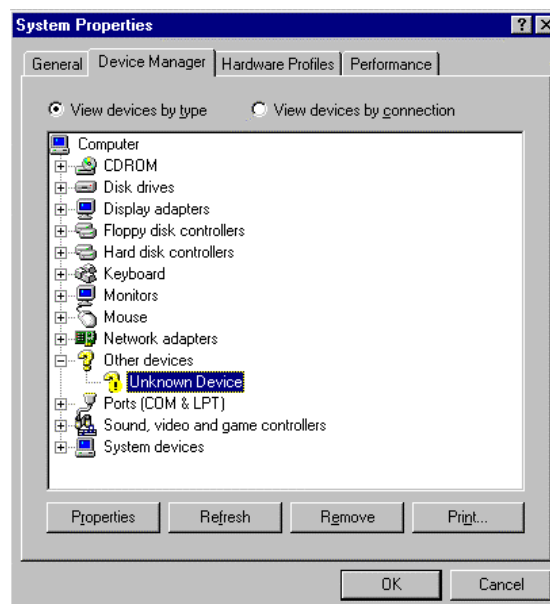 System Properties
General Device Manager Hardware Profiles Performance
View devices by type View devices by connection
Computer
CDROM
Disk drives
Display adapters
Floppy disk controllers
Hard disk controllers
Keyboard
Monitors
Mouse
Network adapters
Other devices
Unknown Device
Ports (COM & LPT)
Sound, video and game controllers
System devices
Properties Refresh Remove Print...
OK Cancel